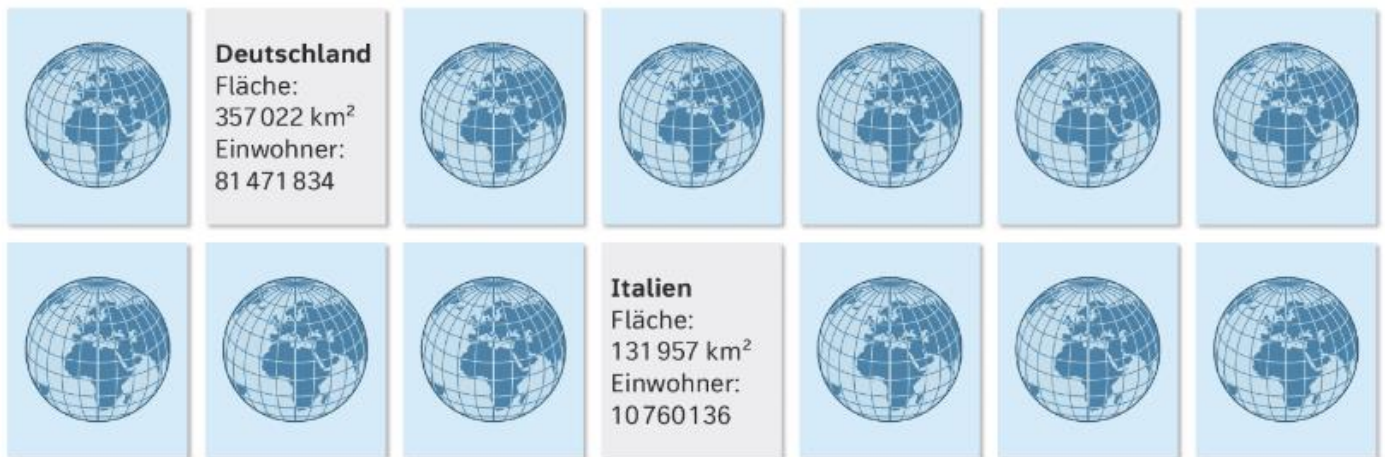 Deutschland
Fläche:
357 022 km²
Einwohner:
81 471 834
Italien
Fläche:
131 957 km²
Einwohner:
10 760 136